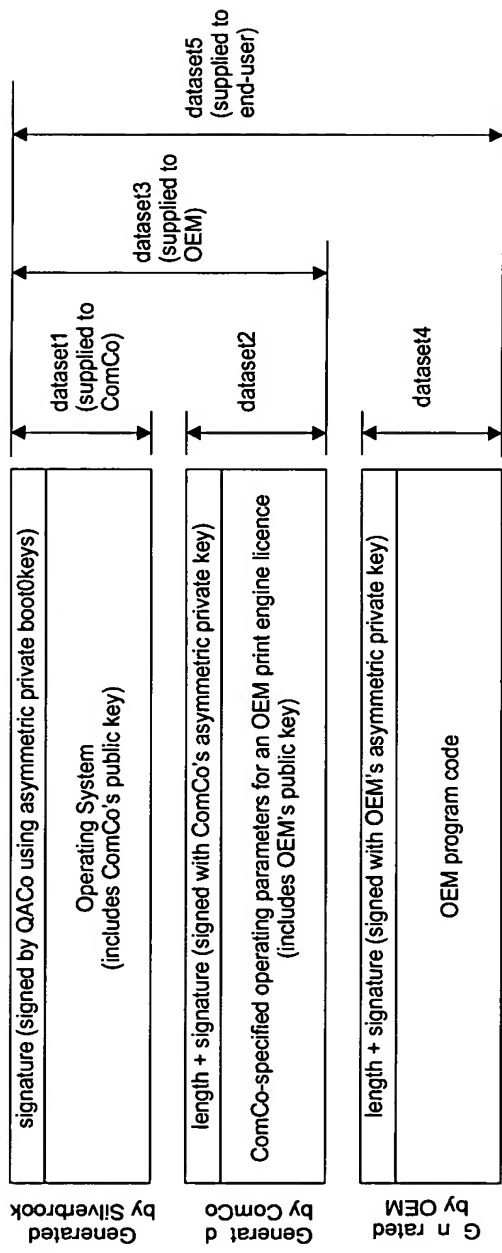 Generated
by Silverbrook
signature (signed by QACo using asymmetric private boot0keys)
Operating System
(includes ComCo's public key)
dataset1
(supplied to
ComCo)
Generat d
by ComCo
length + signature (signed with ComCo's asymmetric private key)
ComCo-specified operating parameters for an OEM print engine licence
(includes OEM's public key)
dataset2
dataset3
(supplied to
OEM)
G n rated
by OEM
length + signature (signed with OEM's asymmetric private key)
OEM program code
dataset4
dataset5
(supplied to
end-user)